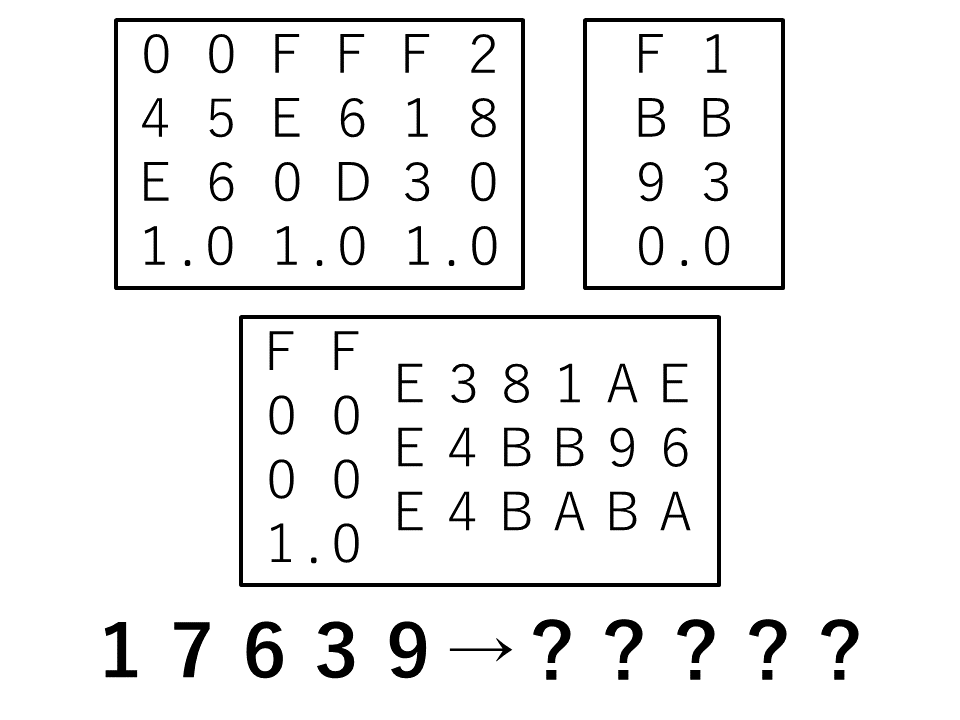 0 0 F F F 2
4 5 E 6 1 8
E 6 0 D 3 0
1.0 1.0 1.0
F 1
B B
9 3
0.0
F F
0 0
0 0
1.0
E 3 8 1 A E
E 4 B B 9 6
E 4 B A B A
1 7 6 3 9 → ? ? ? ? ?